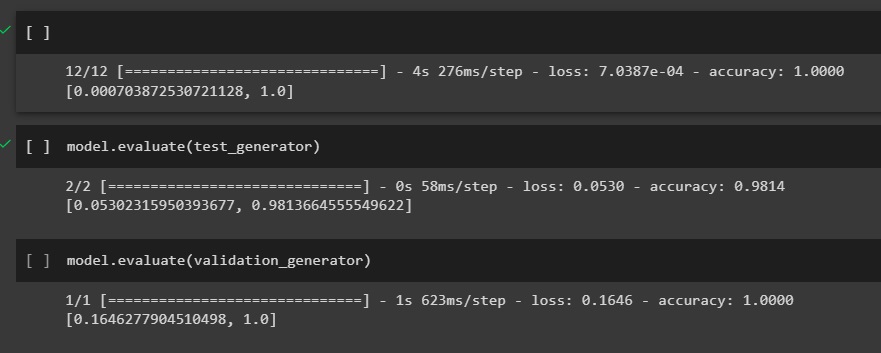 [ ]
12/12 [==============================] - 4s 276ms/step - loss: 7.0387e-04 - accuracy: 1.0000
[0.000703872530721128, 1.0]
[ ] model.evaluate(test_generator)
2/2 [==============================] - 0s 58ms/step - loss: 0.0530 - accuracy: 0.9814
[0.05302315950393677, 0.9813664555549622]
[ ] model.evaluate(validation_generator)
1/1 [==============================] - 1s 623ms/step - loss: 0.1646 - accuracy: 1.0000
[0.1646277904510498, 1.0]